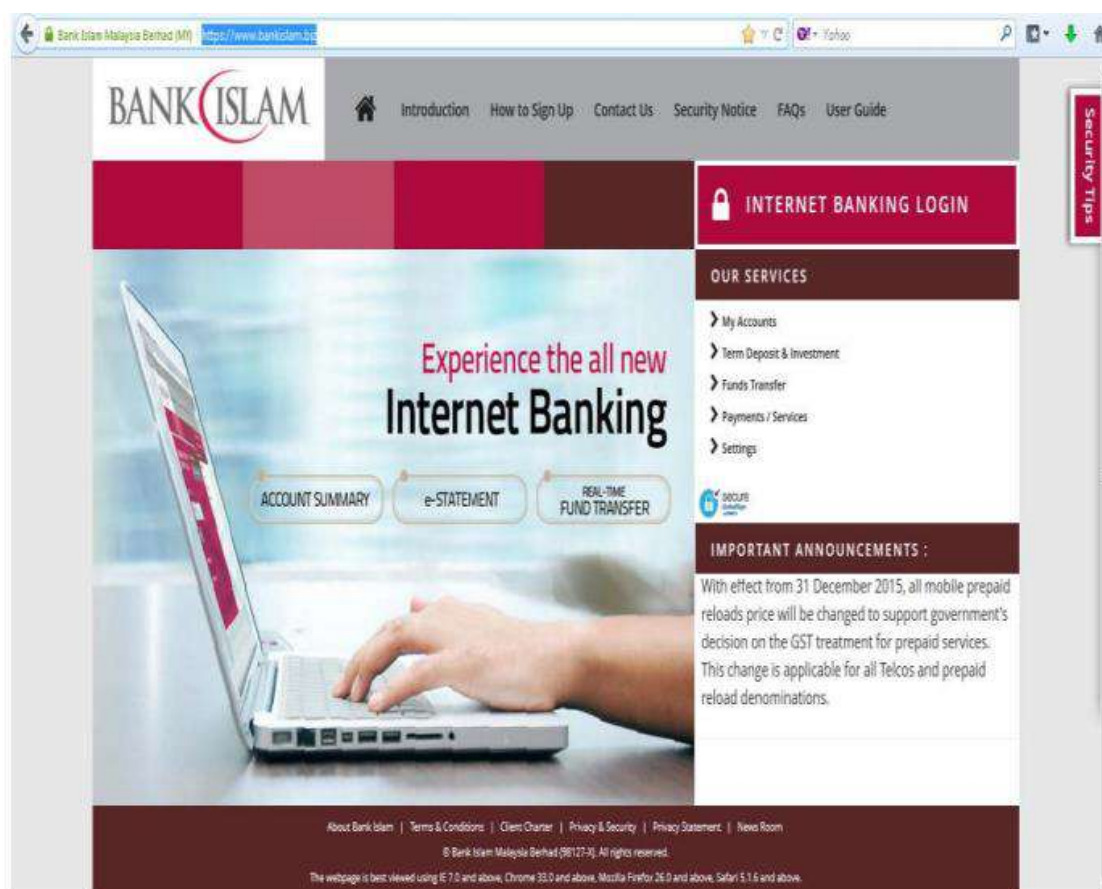 Bank Islam Malaysia Berhad (MY)
https://www.bankislam.biz
Yahoo
BANK ISLAM
Introduction How to Sign Up Contact Us Security Notice FAQs User Guide
Security Tips
INTERNET BANKING LOGIN
OUR SERVICES
My Accounts
Term Deposit & Investment
Funds Transfer
Payments / Services
Settings
Experience the all new
Internet Banking
ACCOUNT SUMMARY
e-STATEMENT
REAL-TIME
FUND TRANSFER
SECURE
GlobalSign
IMPORTANT ANNOUNCEMENTS :
With effect from 31 December 2015, all mobile prepaid
reloads price will be changed to support government's
decision on the GST treatment for prepaid services.
This change is applicable for all Telcos and prepaid
reload denominations.
About Bank Islam | Terms & Conditions | Client Charter | Privacy & Security | Privacy Statement | News Room
© Bank Islam Malaysia Berhad (98127-X). All rights reserved.
The webpage is best viewed using IE 7.0 and above, Chrome 33.0 and above, Mozilla Firefox 26.0 and above, Safari 5.1.6 and above.